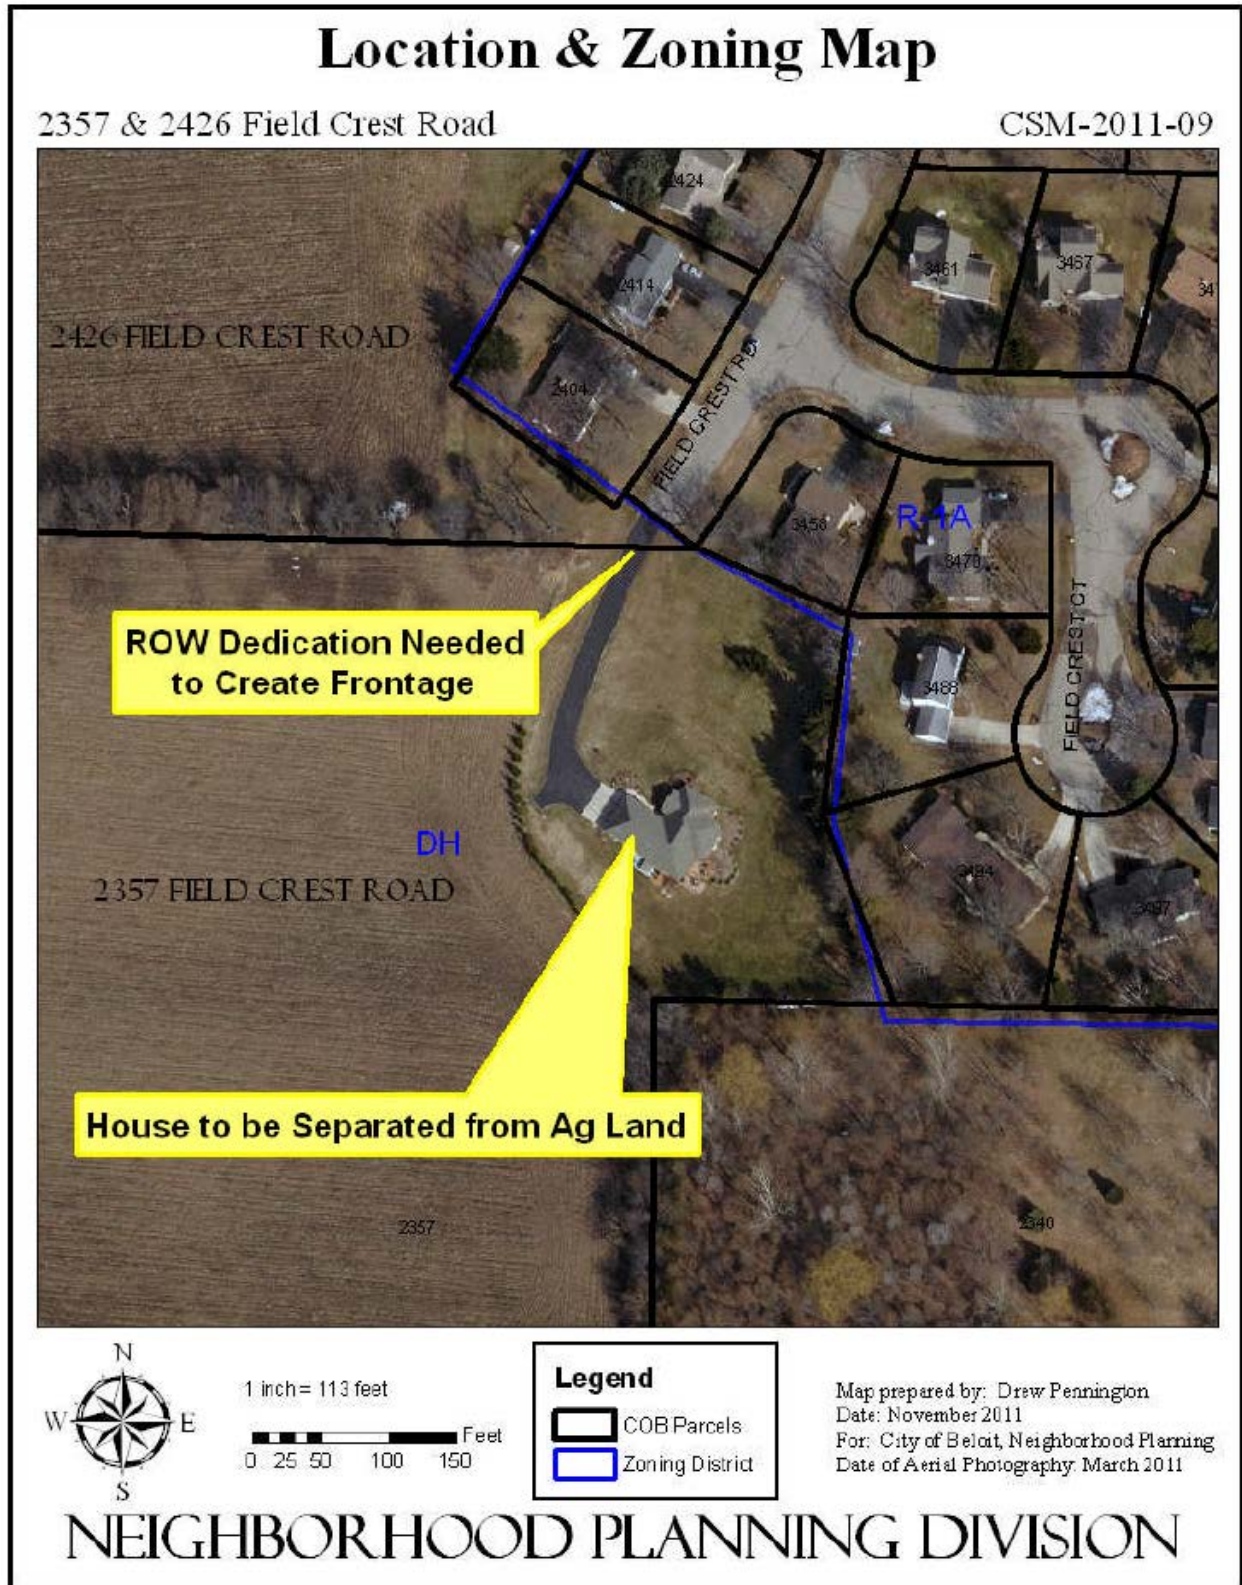 Location & Zoning Map
2357 & 2426 Field Crest Road
CSM-2011-09
2424
3461
3467
2414
2426 FIELD CREST ROAD
2404
FIELD CREST RD
3458
R-1A
3470
ROW Dedication Needed
to Create Frontage
FIELD CREST CT
3488
DH
2357 FIELD CREST ROAD
3494
3497
House to be Separated from Ag Land
2357
2340
N
W
E
S
1 inch = 113 feet
Feet
0 25 50 100 150
Legend
COB Parcels
Zoning District
Map prepared by: Drew Pennington
Date: November 2011
For: City of Beloit, Neighborhood Planning
Date of Aerial Photography: March 2011
NEIGHBORHOOD PLANNING DIVISION